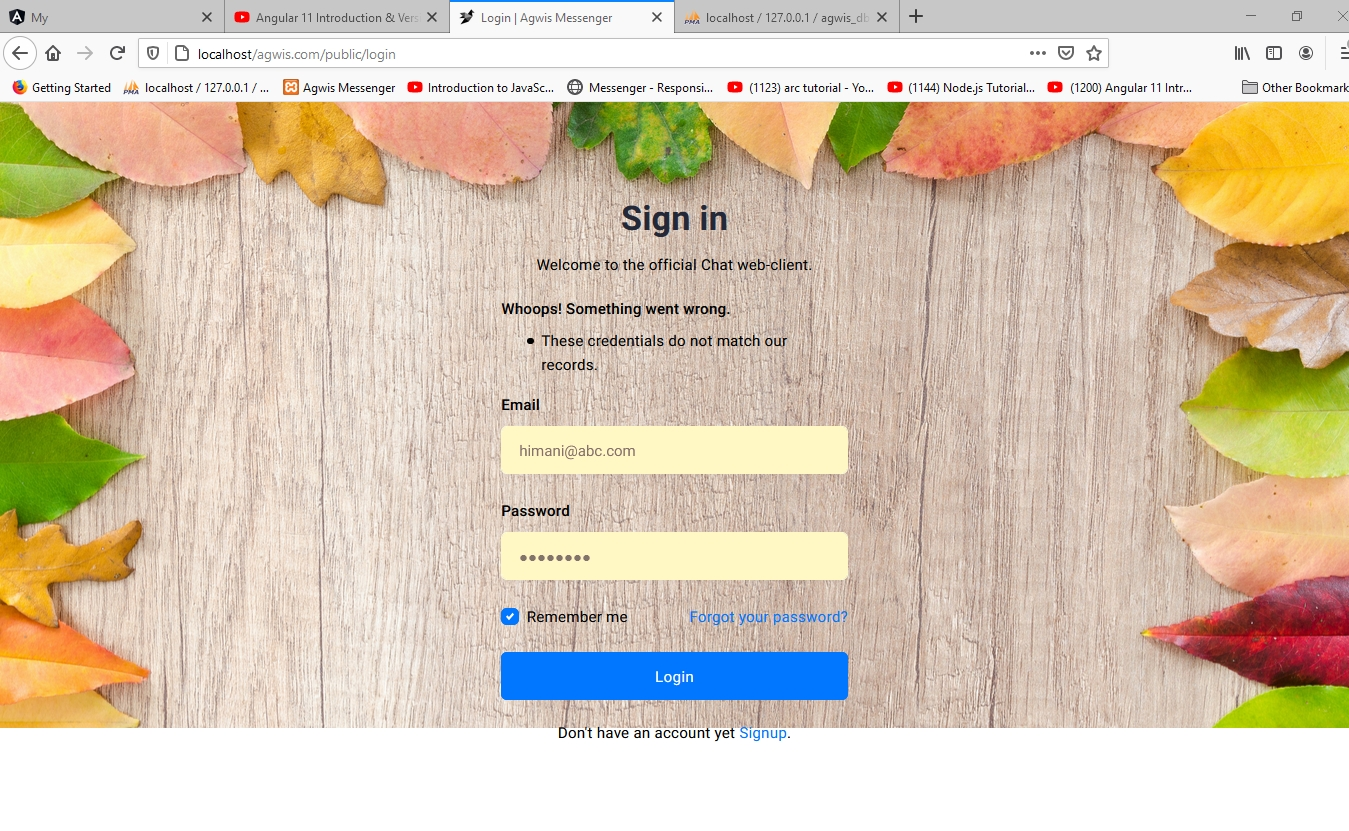 My
Angular 11 Introduction & Vers
Login | Agwis Messenger
localhost / 127.0.0.1 / agwis_db
localhost/agwis.com/public/login
Getting Started
localhost / 127.0.0.1 / ...
Agwis Messenger
Introduction to JavaSc...
Messenger - Responsi...
(1123) arc tutorial - Yo...
(1144) Node.js Tutorial...
(1200) Angular 11 Intr...
Other Bookmark
Sign in
Welcome to the official Chat web-client.
Whoops! Something went wrong.
These credentials do not match our
records.
Email
himani@abc.com
Password
Remember me
Forgot your password?
Login
Don't have an account yet Signup.